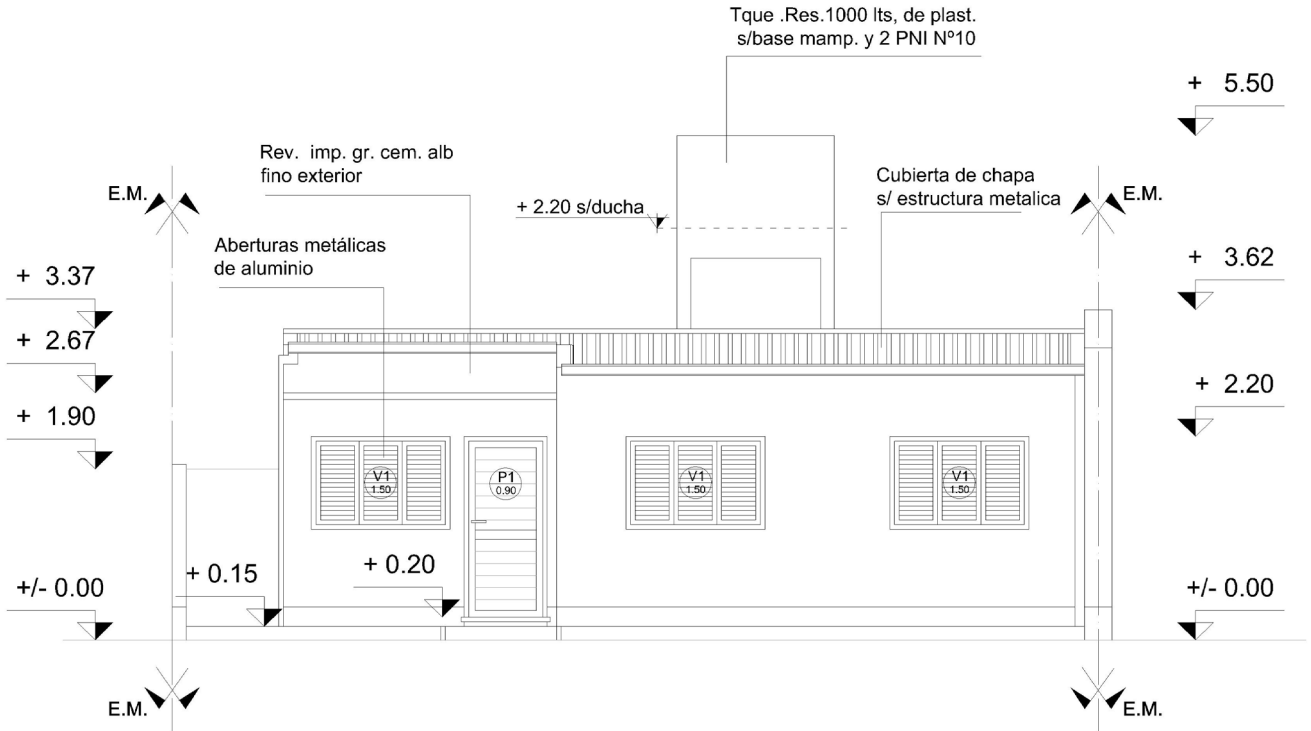 Tque .Res.1000 lts, de plast.
s/base mamp. y 2 PNI Nº10
+ 5.50
Rev. imp. gr. cem. alb
fino exterior
Cubierta de chapa
s/ estructura metalica
E.M.
E.M.
+ 2.20 s/ducha
Aberturas metálicas
de aluminio
+ 3.37
+ 3.62
+ 2.67
+ 2.20
+ 1.90
V1
1.50
P1
0.90
V1
1.50
V1
1.50
+/- 0.00
+ 0.15
+ 0.20
+/- 0.00
E.M.
E.M.